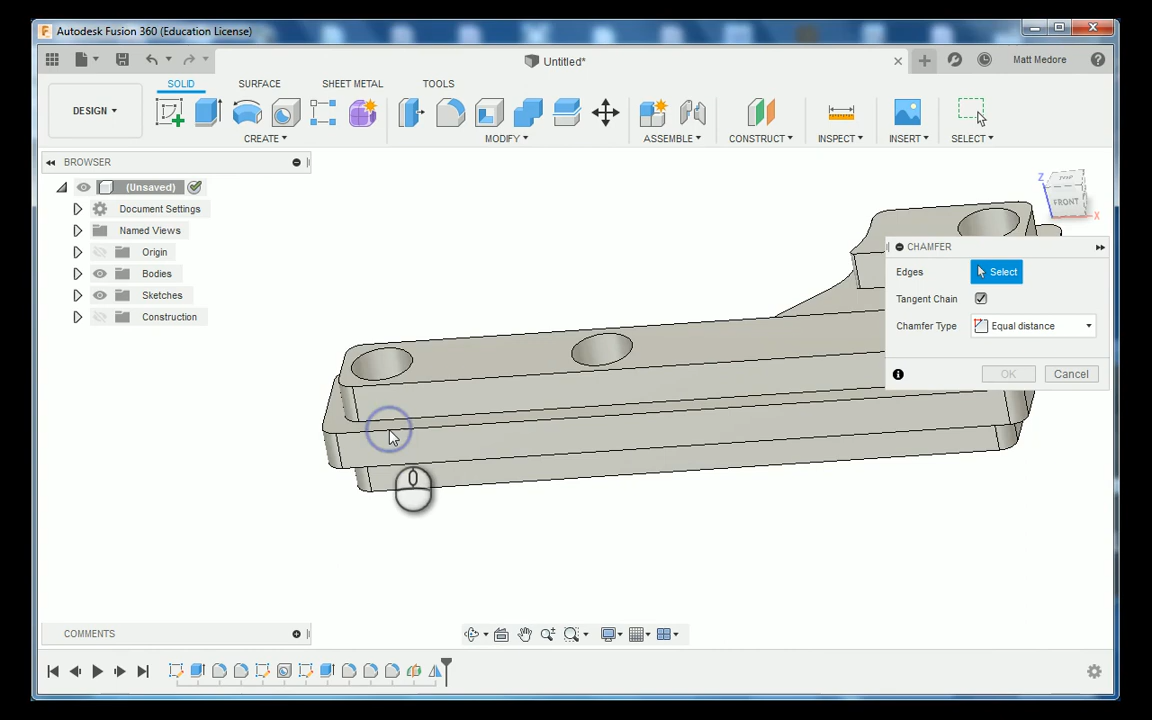 Autodesk Fusion 360 (Education License)
Untitled*
Matt Medore
SOLID SURFACE SHEET METAL TOOLS
DESIGN
CREATE MODIFY ASSEMBLE CONSTRUCT INSPECT INSERT SELECT
BROWSER
(Unsaved)
Document Settings
Named Views
Origin
Bodies
Sketches
Construction
Z
TOP
FRONT
X
CHAMFER
Edges Select
Tangent Chain
Chamfer Type Equal distance
OK Cancel
COMMENTS